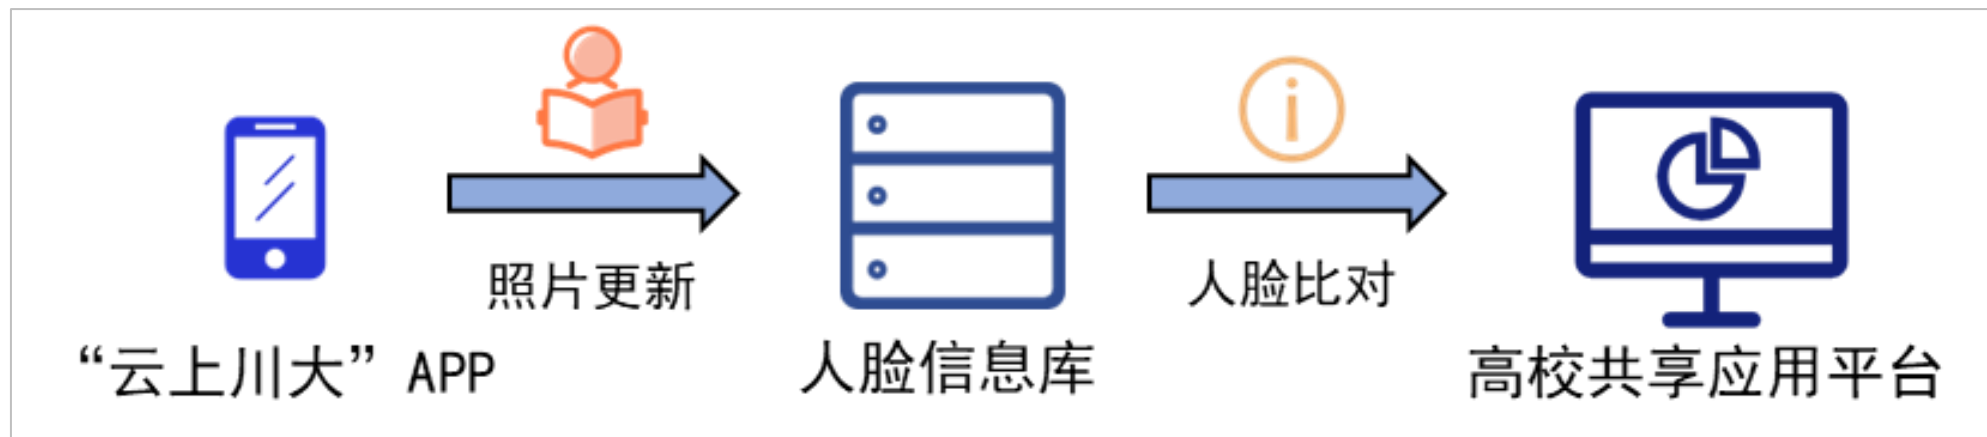 照片更新
人脸比对
“云上川大”APP
人脸信息库
高校共享应用平台